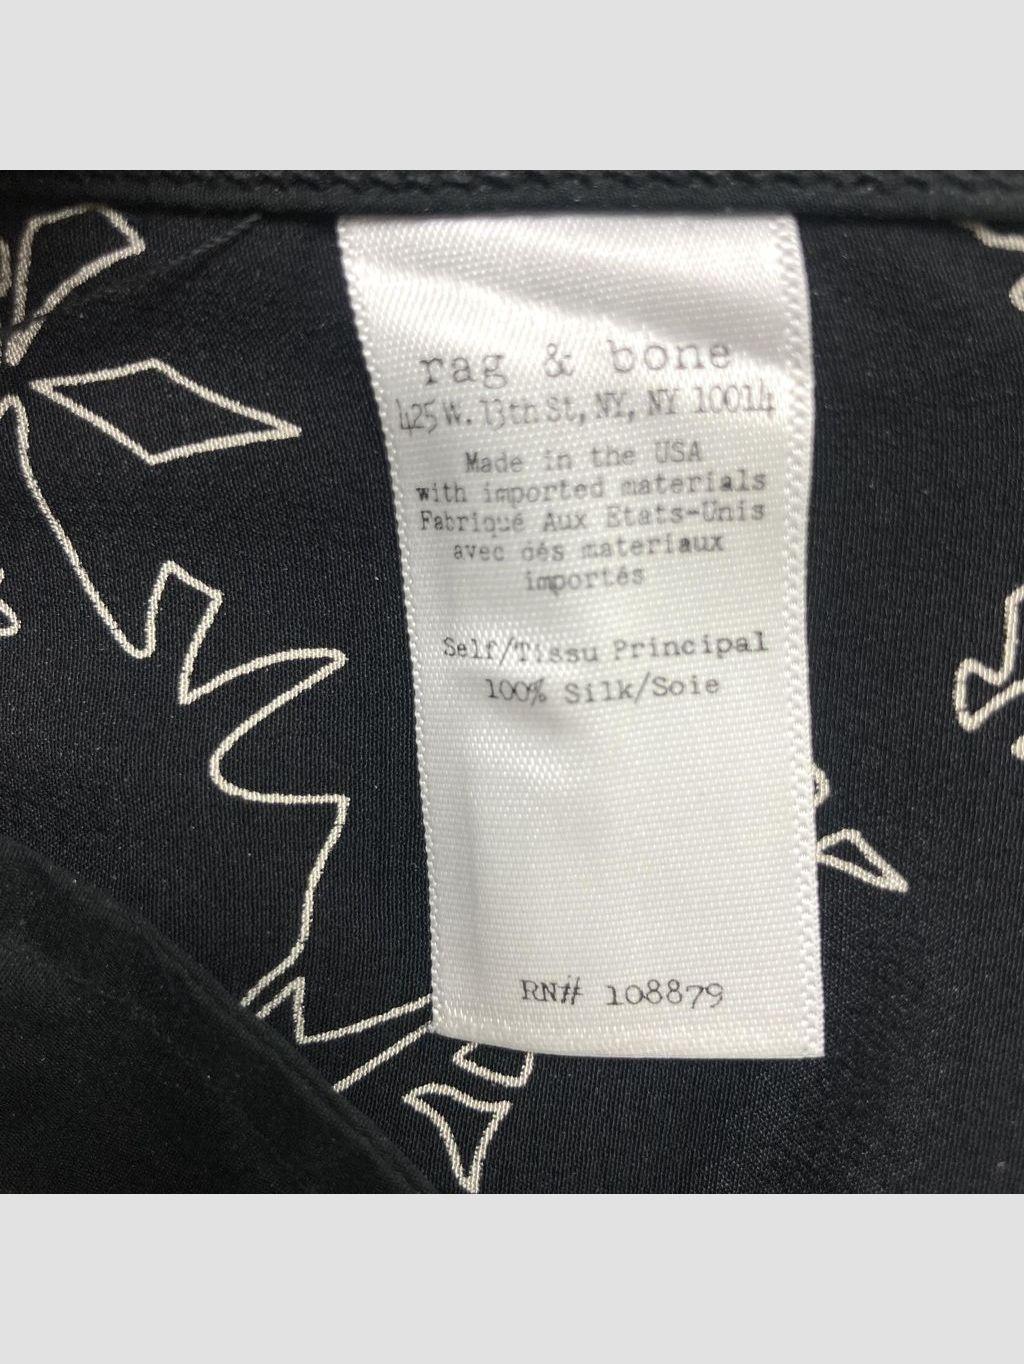 rag & bone
425 W. 13th St, NY, NY 10014
Made in the USA
with imported materials
Fabriqué Aux Etats-Unis
avec dés materiaux
importés
Self/Tissu Principal
100% Silk/Soie
RN# 108879